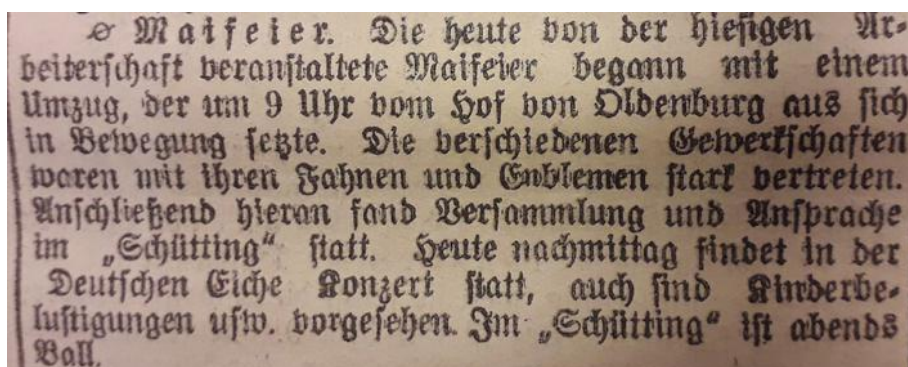 Maifeier. Die heute von der hiesigen Ar-
beiterschaft veranstaltete Maifeier begann mit einem
Umzug, der um 9 Uhr vom Hof von Oldenburg aus sich
in Bewegung setzte. Die verschiedenen Gewerkschaften
waren mit ihren Fahnen und Enblemen stark vertreten.
Anschließend hieran fand Versammlung und Ansprache
im „Schütting“ statt. Heute nachmittag findet in der
Deutschen Eiche Konzert statt, auch sind Kinderbe-
lustigungen usw. vorgesehen. Im „Schütting“ ist abends
Ball.